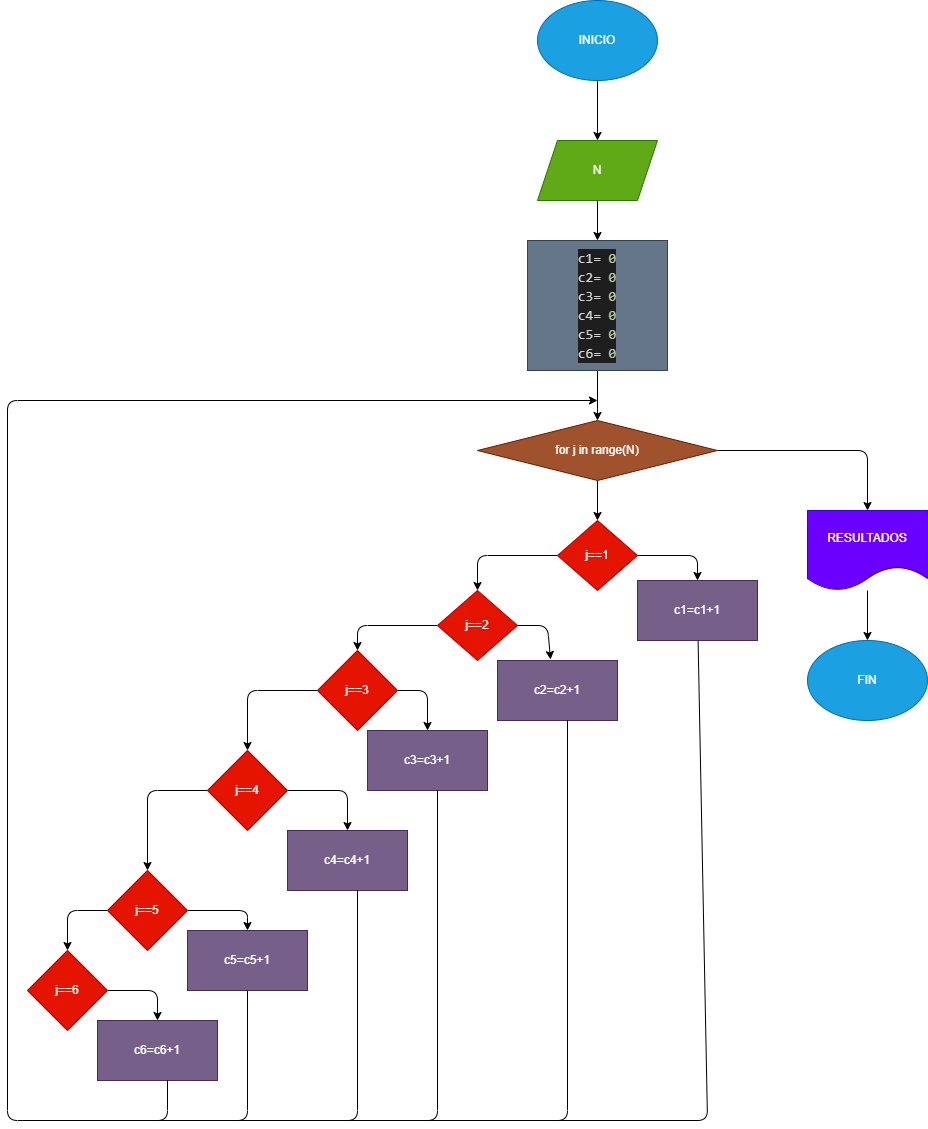 INICIO
N
c1= 0
c2= 0
c3= 0
c4= 0
c5= 0
c6= 0
for j in range(N)
RESULTADOS
j==1
c1=c1+1
j==2
c2=c2+1
FIN
j==3
c3=c3+1
j==4
c4=c4+1
j==5
c5=c5+1
j==6
c6=c6+1